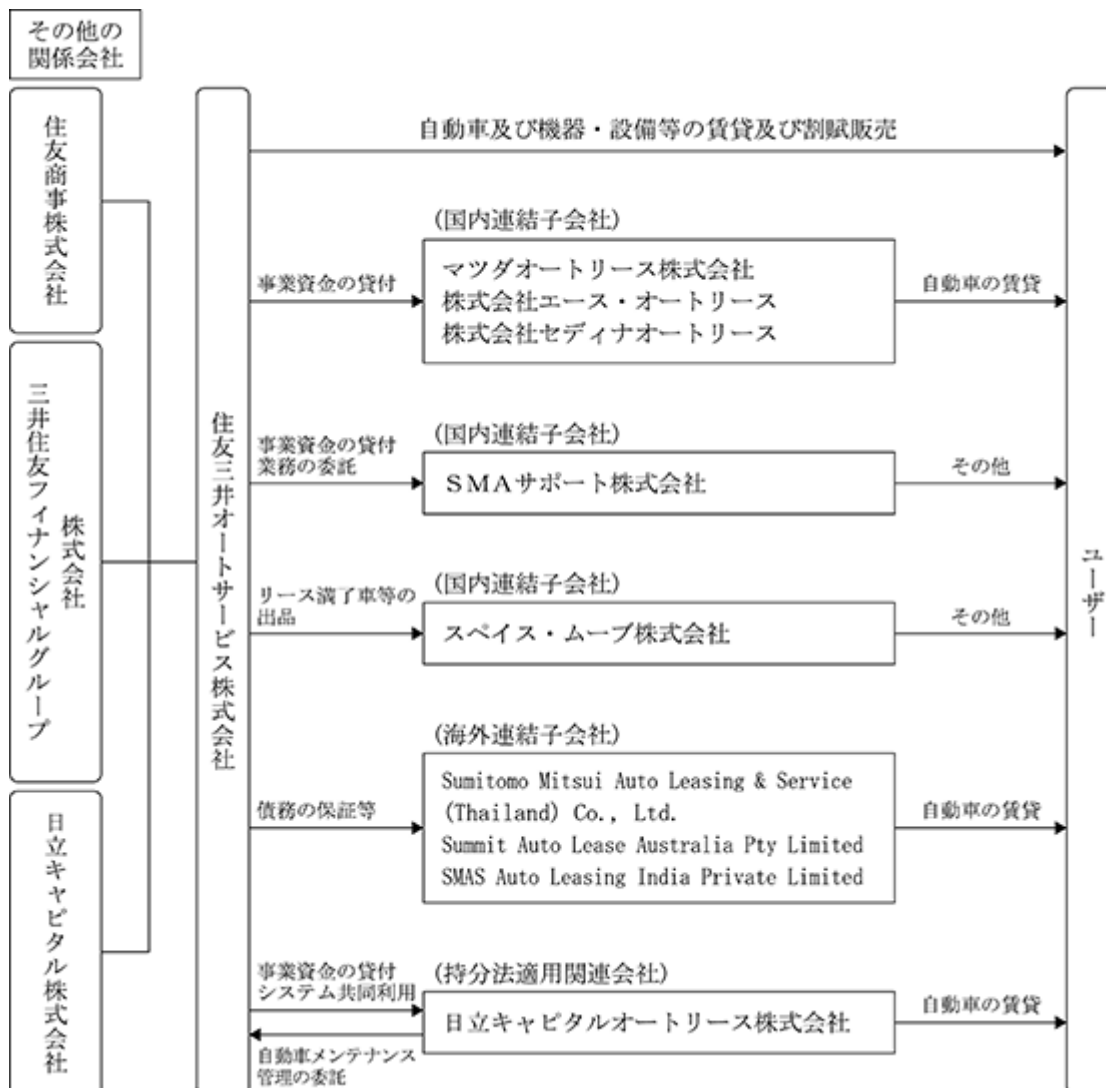 その他の
関係会社
住友商事株式会社
三井住友フィナンシャルグループ
株式会社
日立キャピタル株式会社
住友三井オートサービス株式会社
自動車及び機器・設備等の賃貸及び割賦販売
(国内連結子会社)
事業資金の貸付
マツダオートリース株式会社
株式会社エース・オートリース
株式会社セディナオートリース
自動車の賃貸
(国内連結子会社)
事業資金の貸付
業務の委託
ＳＭＡサポート株式会社
その他
(国内連結子会社)
リース満了車等の
出品
スペイス・ムーブ株式会社
その他
(海外連結子会社)
債務の保証等
Sumitomo Mitsui Auto Leasing & Service
(Thailand) Co., Ltd.
Summit Auto Lease Australia Pty Limited
SMAS Auto Leasing India Private Limited
自動車の賃貸
(持分法適用関連会社)
事業資金の貸付
システム共同利用
日立キャピタルオートリース株式会社
自動車の賃貸
自動車メンテナンス
管理の委託
ユーザー